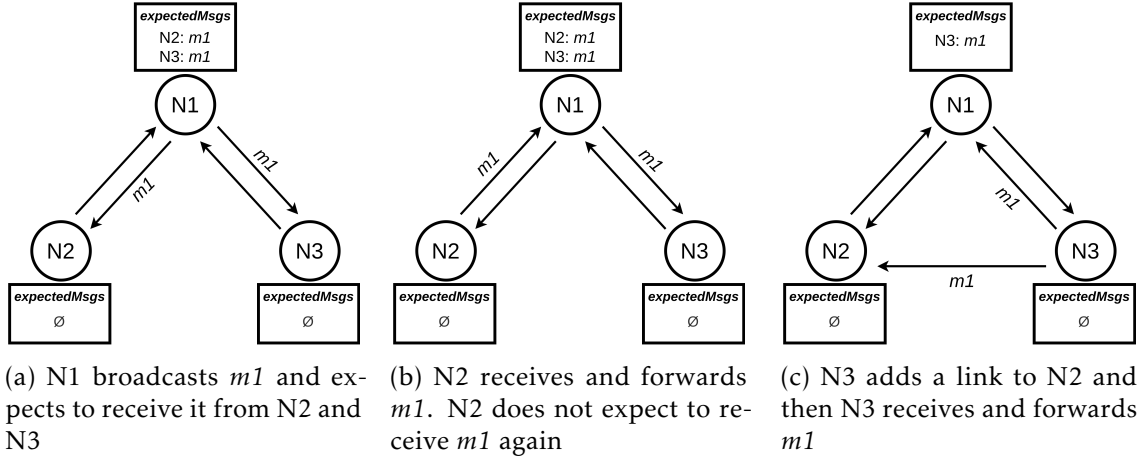 expectedMsgs
N2: m1
N3: m1
N1
m1
m1
N2
N3
expectedMsgs
Ø
expectedMsgs
Ø
(a) N1 broadcasts m1 and ex-
pects to receive it from N2 and
N3
expectedMsgs
N2: m1
N3: m1
N1
m1
m1
N2
N3
expectedMsgs
Ø
expectedMsgs
Ø
(b) N2 receives and forwards
m1. N2 does not expect to re-
ceive m1 again
expectedMsgs
N3: m1
N1
m1
N2
N3
m1
expectedMsgs
Ø
expectedMsgs
Ø
(c) N3 adds a link to N2 and
then N3 receives and forwards
m1